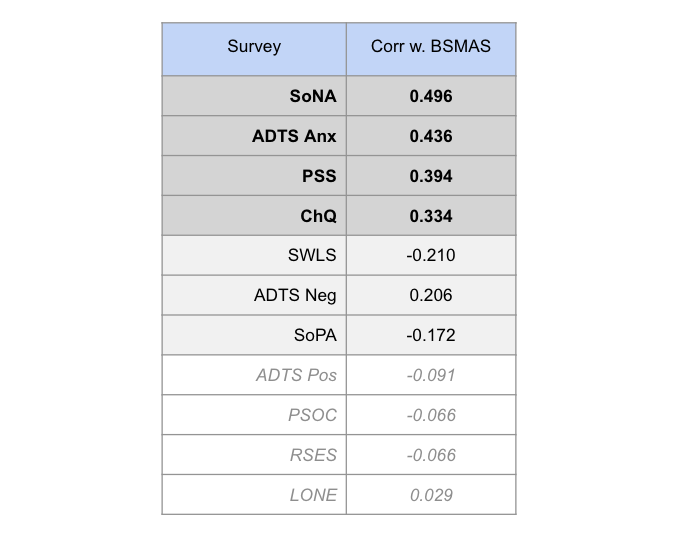 Survey Corr w. BSMAS
SoNA 0.496
ADTS Anx 0.436
PSS 0.394
ChQ 0.334
SWLS -0.210
ADTS Neg 0.206
SoPA -0.172
ADTS Pos -0.091
PSOC -0.066
RSES -0.066
LONE 0.029